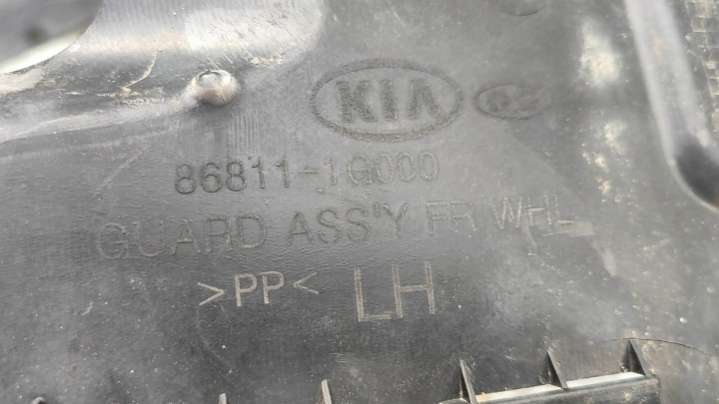 KIA
86811-1G000
GUARD ASS'Y FR WHL
>PP< LH